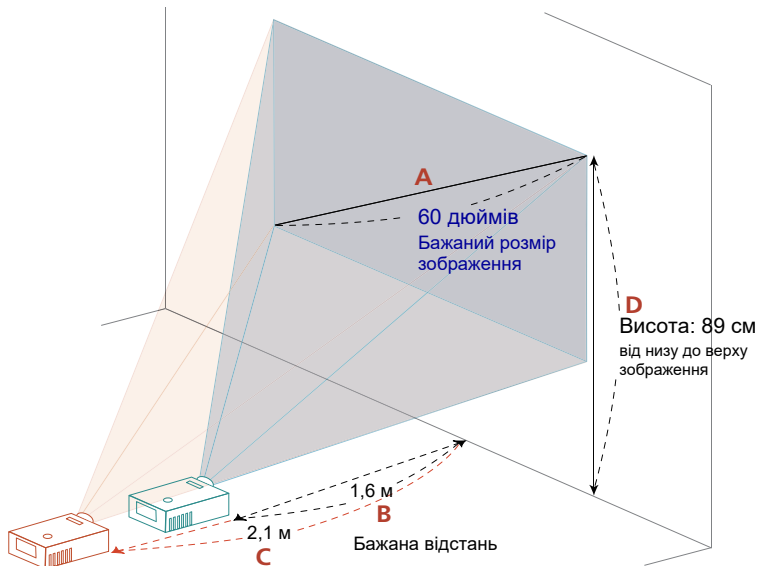 A
60 дюймів
Бажаний розмір
зображення
D
Висота: 89 см
від низу до верху
зображення
1,6 м
B
2,1 м
C
Бажана відстань